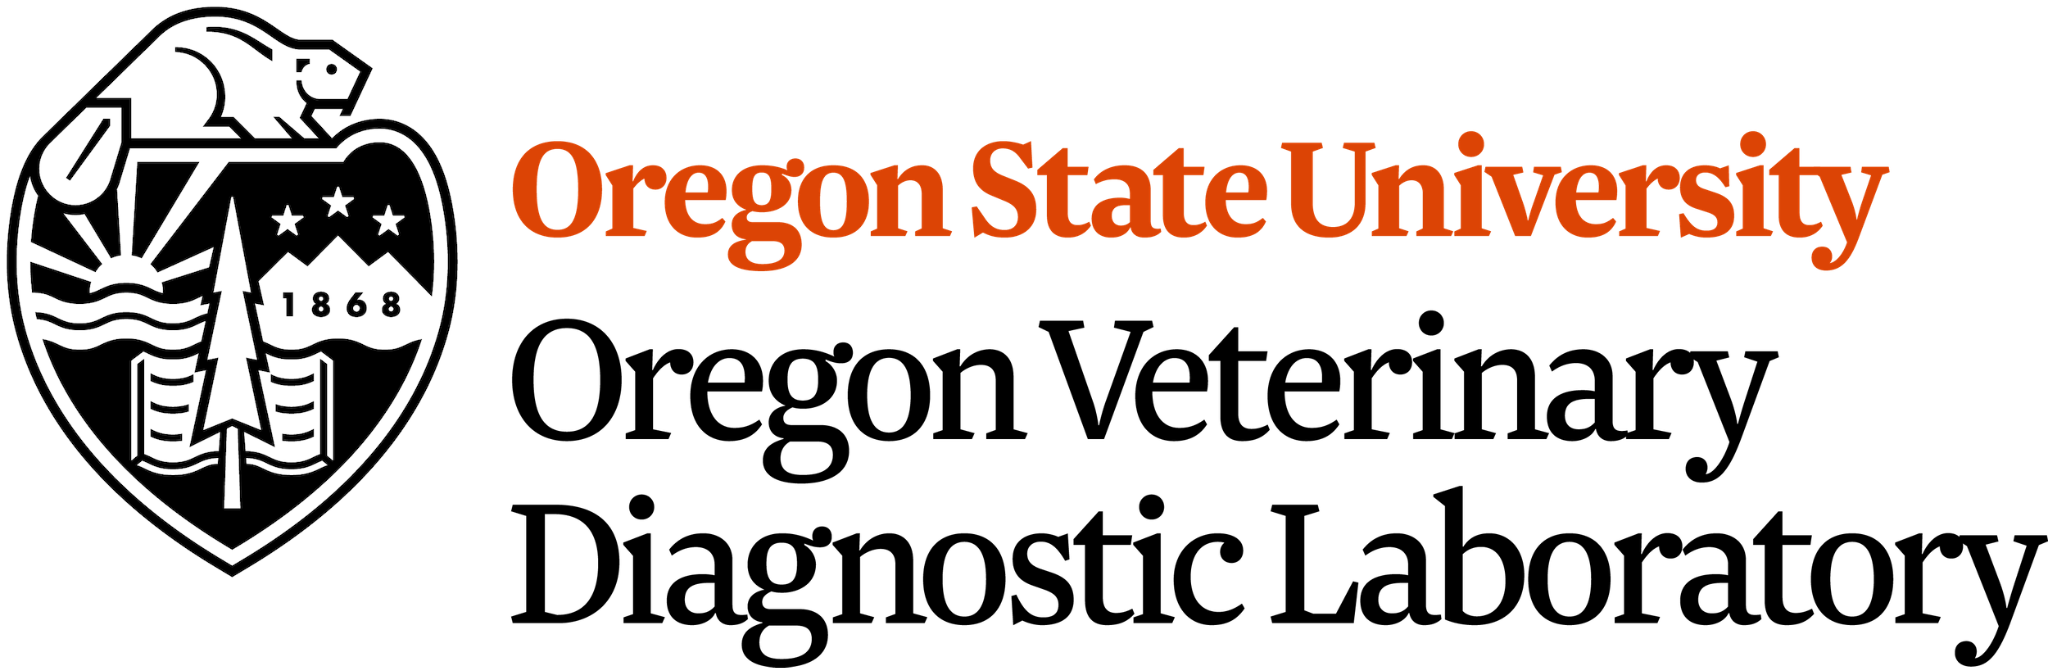 1868
Oregon State University
Oregon Veterinary
Diagnostic Laboratory